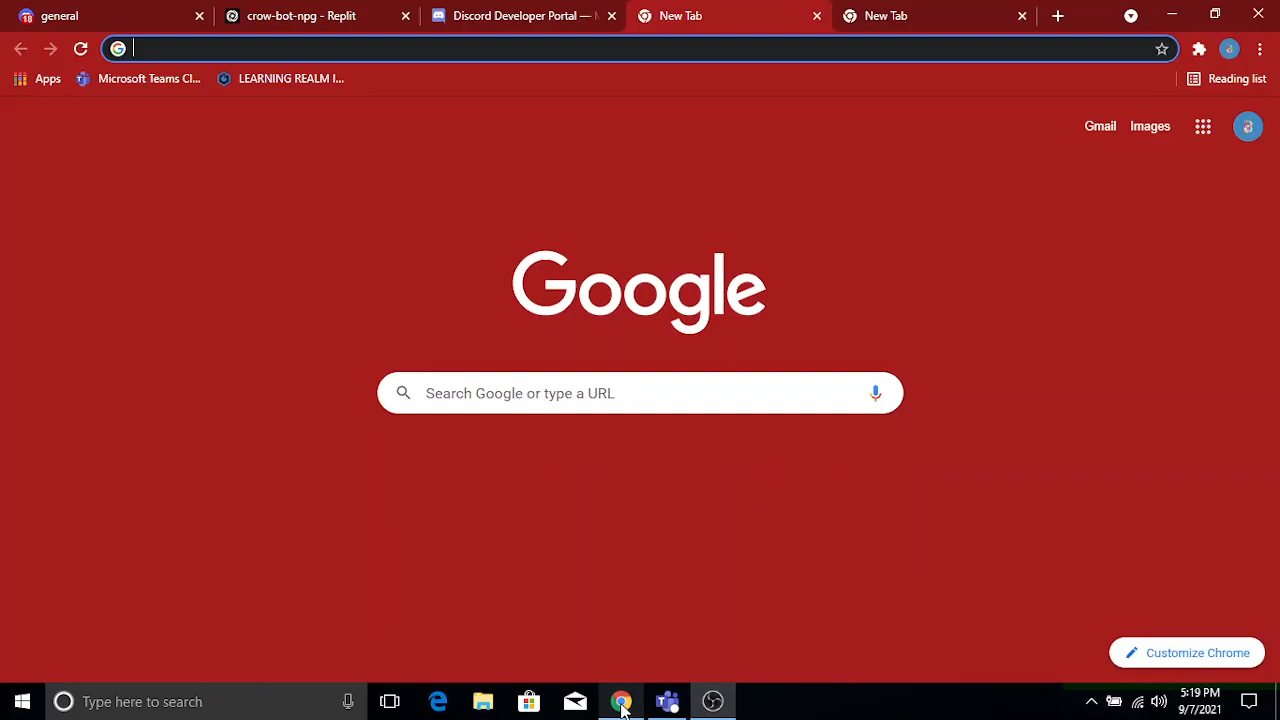 18 general
crow-bot-npg - Replit
Discord Developer Portal —
New Tab
New Tab
Apps
Microsoft Teams Cl...
LEARNING REALM I...
Reading list
Gmail
Images
Google
Search Google or type a URL
Customize Chrome
Type here to search
5:19 PM
9/7/2021